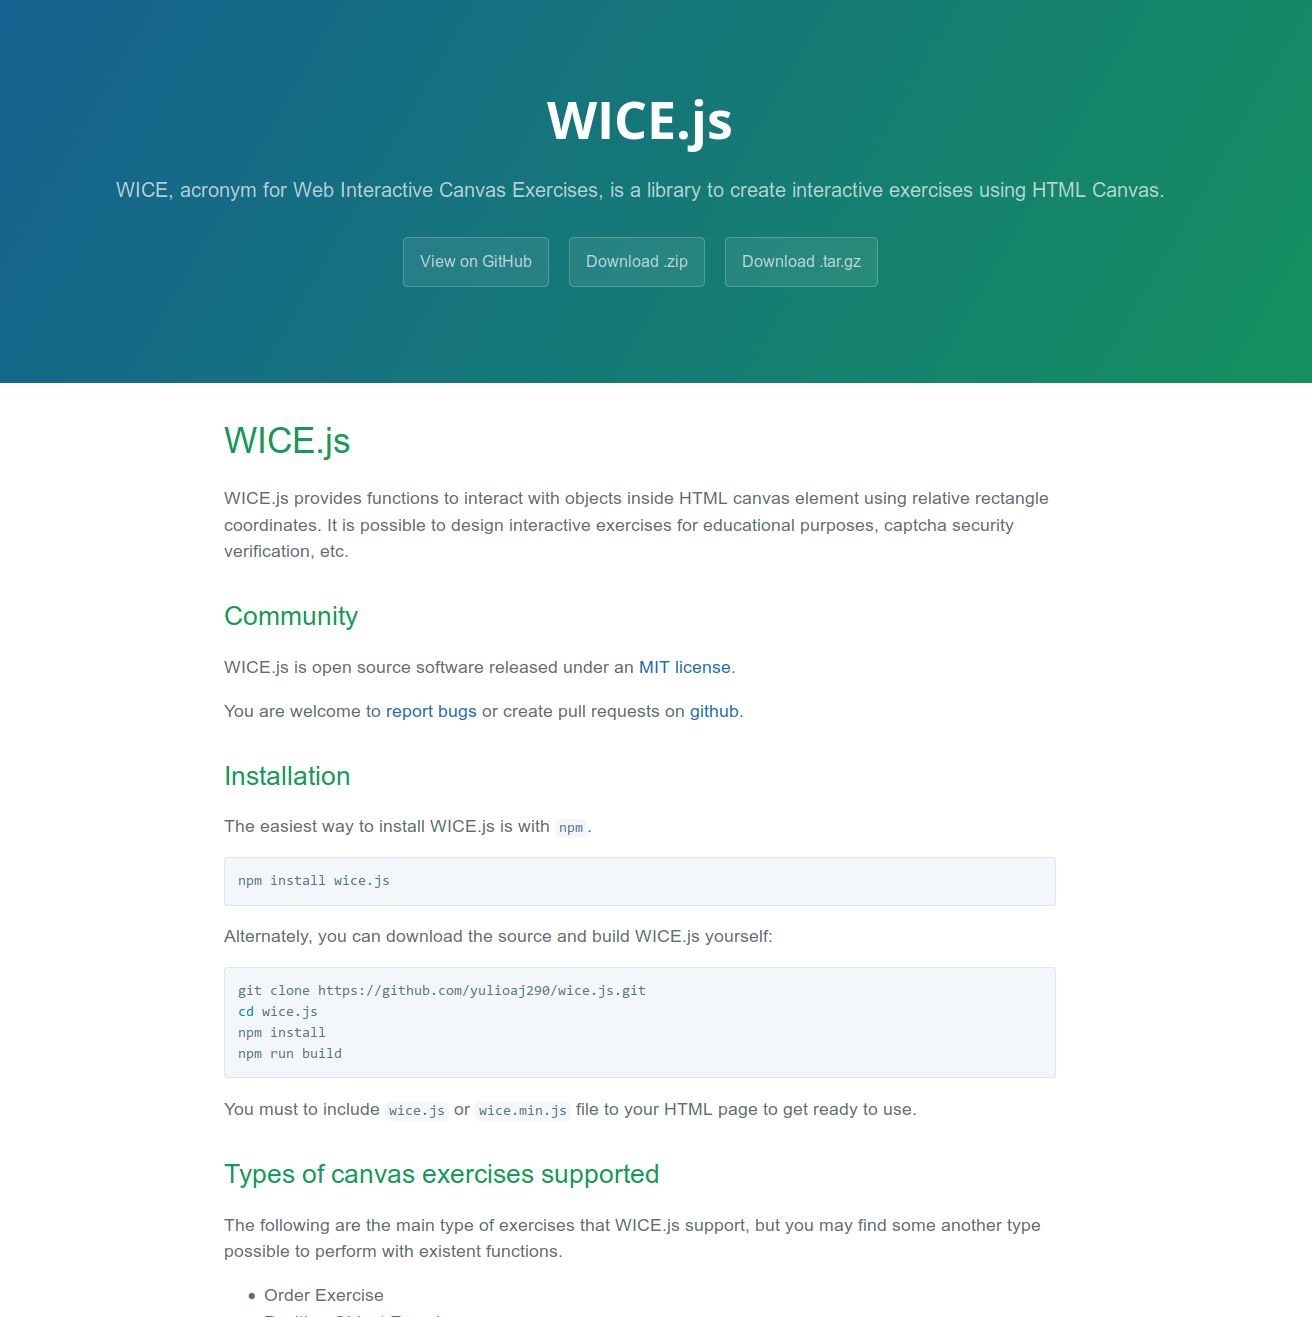 WICE.js
WICE, acronym for Web Interactive Canvas Exercises, is a library to create interactive exercises using HTML Canvas.
View on GitHub
Download .zip
Download .tar.gz
WICE.js
WICE.js provides functions to interact with objects inside HTML canvas element using relative rectangle
coordinates. It is possible to design interactive exercises for educational purposes, captcha security
verification, etc.
Community
WICE.js is open source software released under an MIT license.
You are welcome to report bugs or create pull requests on github.
Installation
The easiest way to install WICE.js is with npm.
npm install wice.js
Alternately, you can download the source and build WICE.js yourself:
git clone https://github.com/yulioaj290/wice.js.git
cd wice.js
npm install
npm run build
You must to include wice.js or wice.min.js file to your HTML page to get ready to use.
Types of canvas exercises supported
The following are the main type of exercises that WICE.js support, but you may find some another type
possible to perform with existent functions.
Order Exercise